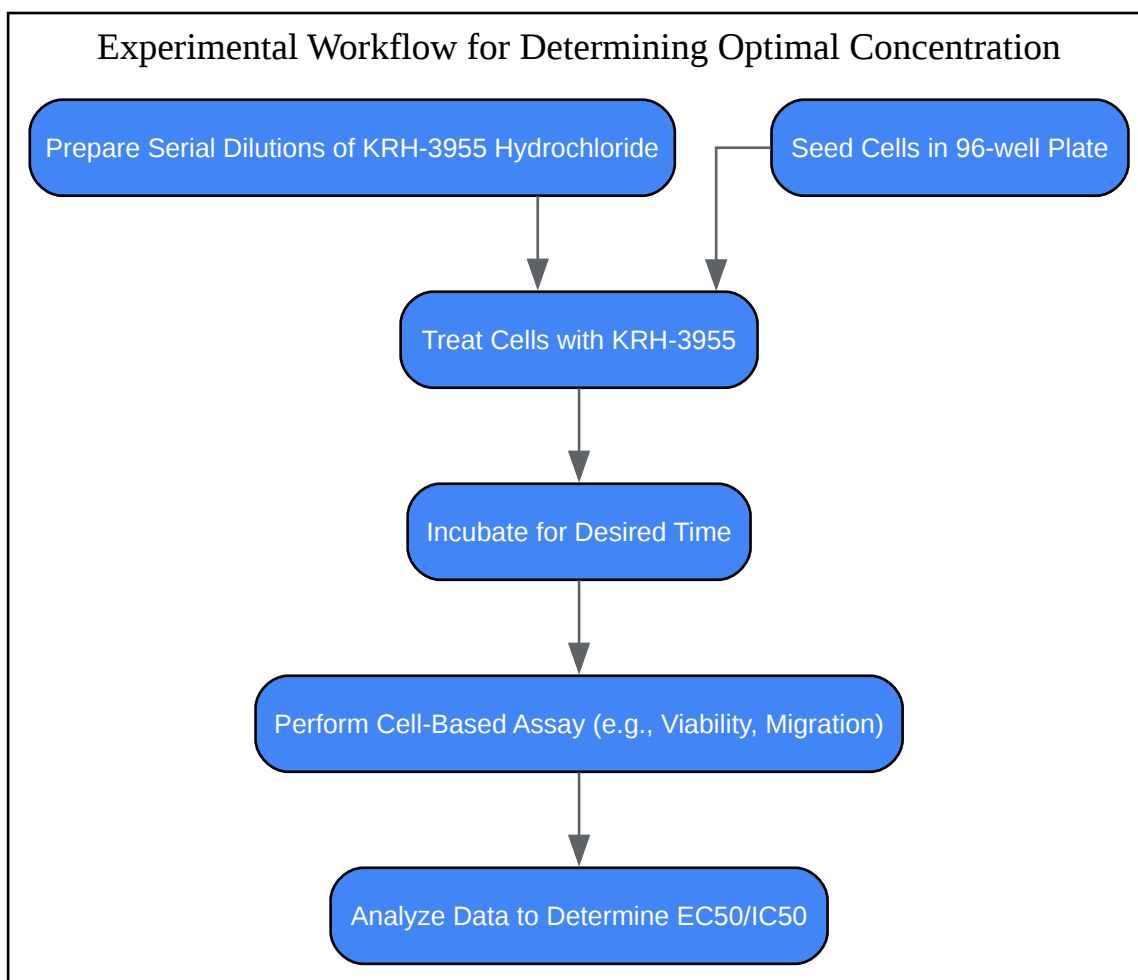 Experimental Workflow for Determining Optimal Concentration
Prepare Serial Dilutions of KRH-3955 Hydrochloride
Seed Cells in 96-well Plate
Treat Cells with KRH-3955
Incubate for Desired Time
Perform Cell-Based Assay (e.g., Viability, Migration)
Analyze Data to Determine EC50/IC50